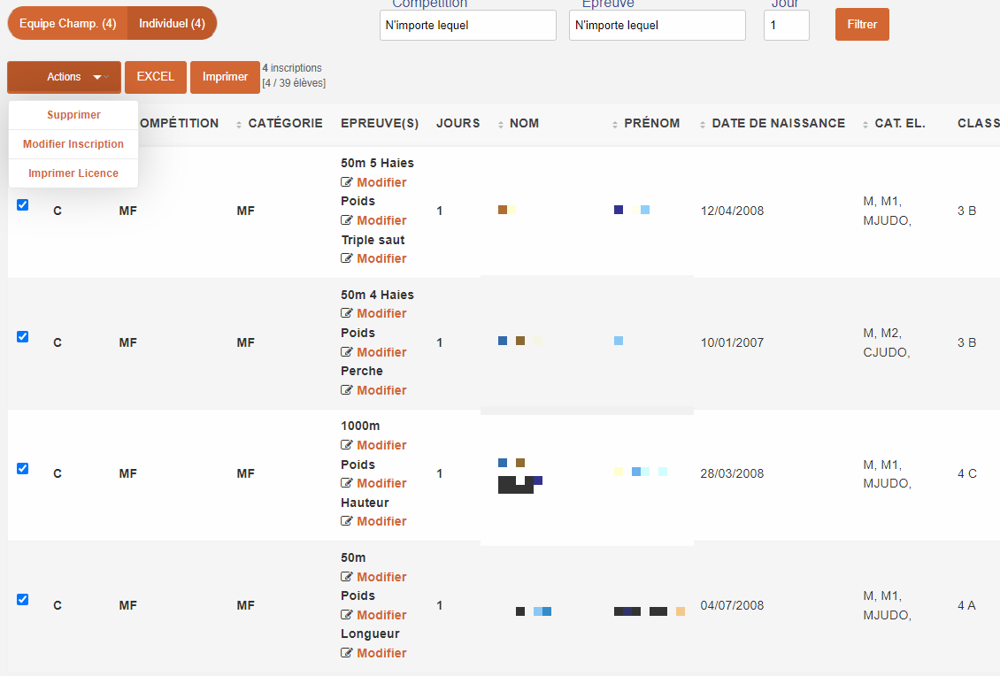 Compétition
Epreuve
Jour
Equipe Champ. (4)
Individuel (4)
N'importe lequel
N'importe lequel
1
Filtrer
Actions
EXCEL
Imprimer
4 inscriptions
[4 / 39 élèves]
Supprimer
Modifier Inscription
Imprimer Licence
OMPÉTITION
CATÉGORIE
EPREUVE(S)
JOURS
NOM
PRÉNOM
DATE DE NAISSANCE
CAT. EL.
CLASS
C
MF
MF
50m 5 Haies
Modifier
Poids
Modifier
Triple saut
Modifier
1
12/04/2008
M, M1,
MJUDO,
3 B
C
MF
MF
50m 4 Haies
Modifier
Poids
Modifier
Perche
Modifier
1
10/01/2007
M, M2,
CJUDO,
3 B
C
MF
MF
1000m
Modifier
Poids
Modifier
Hauteur
Modifier
1
28/03/2008
M, M1,
MJUDO,
4 C
C
MF
MF
50m
Modifier
Poids
Modifier
Longueur
Modifier
1
04/07/2008
M, M1,
MJUDO,
4 A